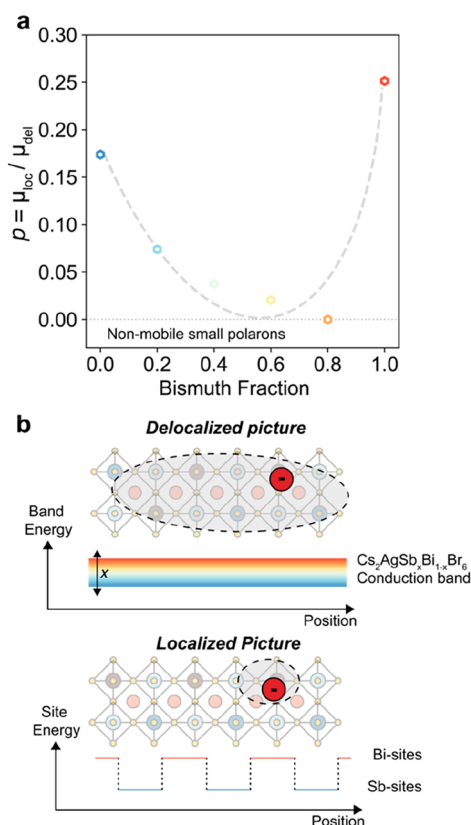 a
0.30
0.25
0.20
0.15
0.10
0.05
0.00
p = μloc / μdel
Non-mobile small polarons
0.0 0.2 0.4 0.6 0.8 1.0
Bismuth Fraction
b
Delocalized picture
-
Band
Energy
x
Cs2AgSbxBi1-xBr6
Conduction band
Position
Localized Picture
-
Site
Energy
Bi-sites
Sb-sites
Position